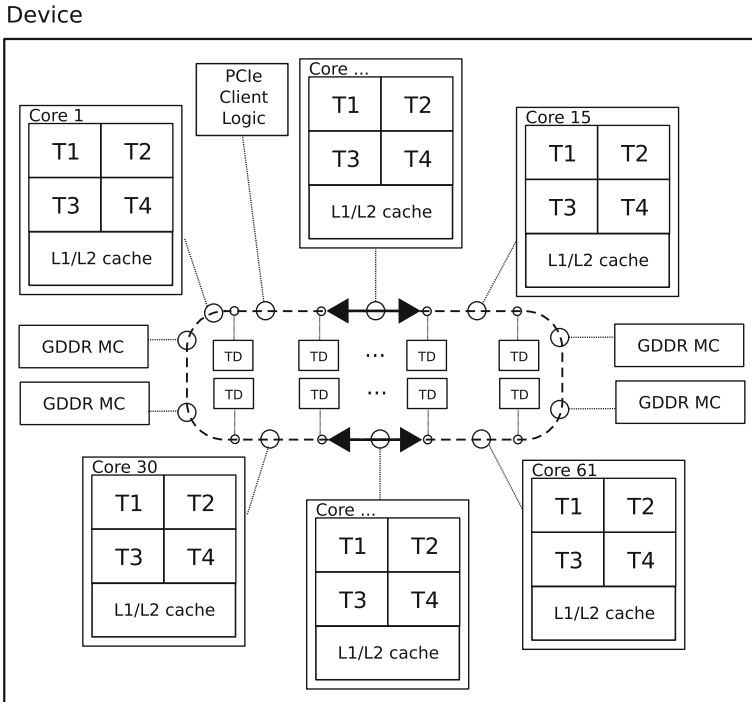 Device
Core 1
T1 T2
T3 T4
L1/L2 cache
PCIe
Client
Logic
Core ...
T1 T2
T3 T4
L1/L2 cache
Core 15
T1 T2
T3 T4
L1/L2 cache
GDDR MC
GDDR MC
TD TD ... TD TD
TD TD ... TD TD
GDDR MC
GDDR MC
Core 30
T1 T2
T3 T4
L1/L2 cache
Core ...
T1 T2
T3 T4
L1/L2 cache
Core 61
T1 T2
T3 T4
L1/L2 cache